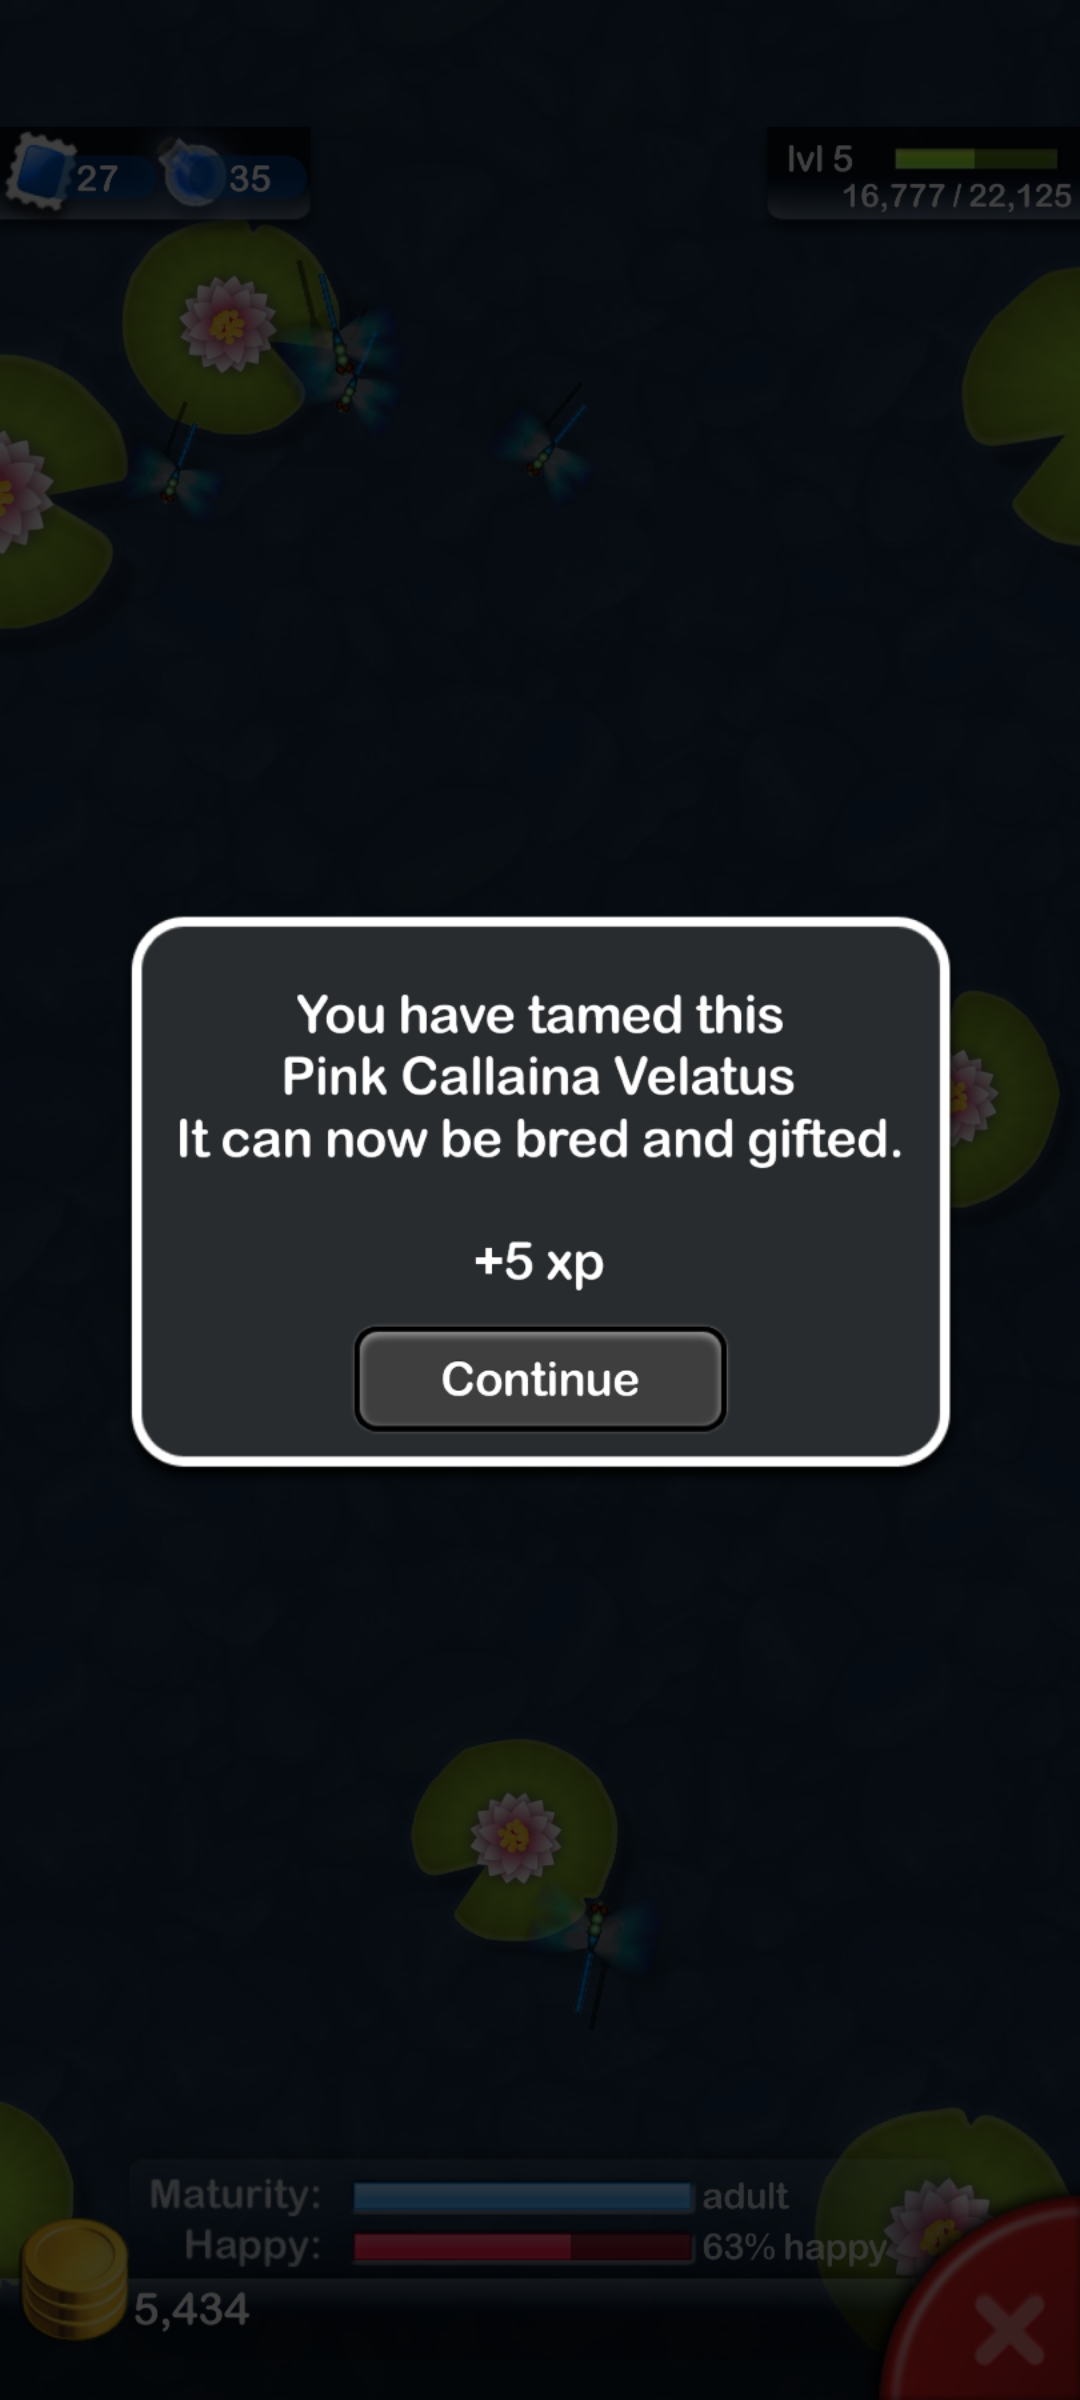 27
35
lvl 5
16,777 / 22,125
You have tamed this
Pink Callaina Velatus
It can now be bred and gifted.
+5 xp
Continue
Maturity: adult
Happy: 63% happy
5,434